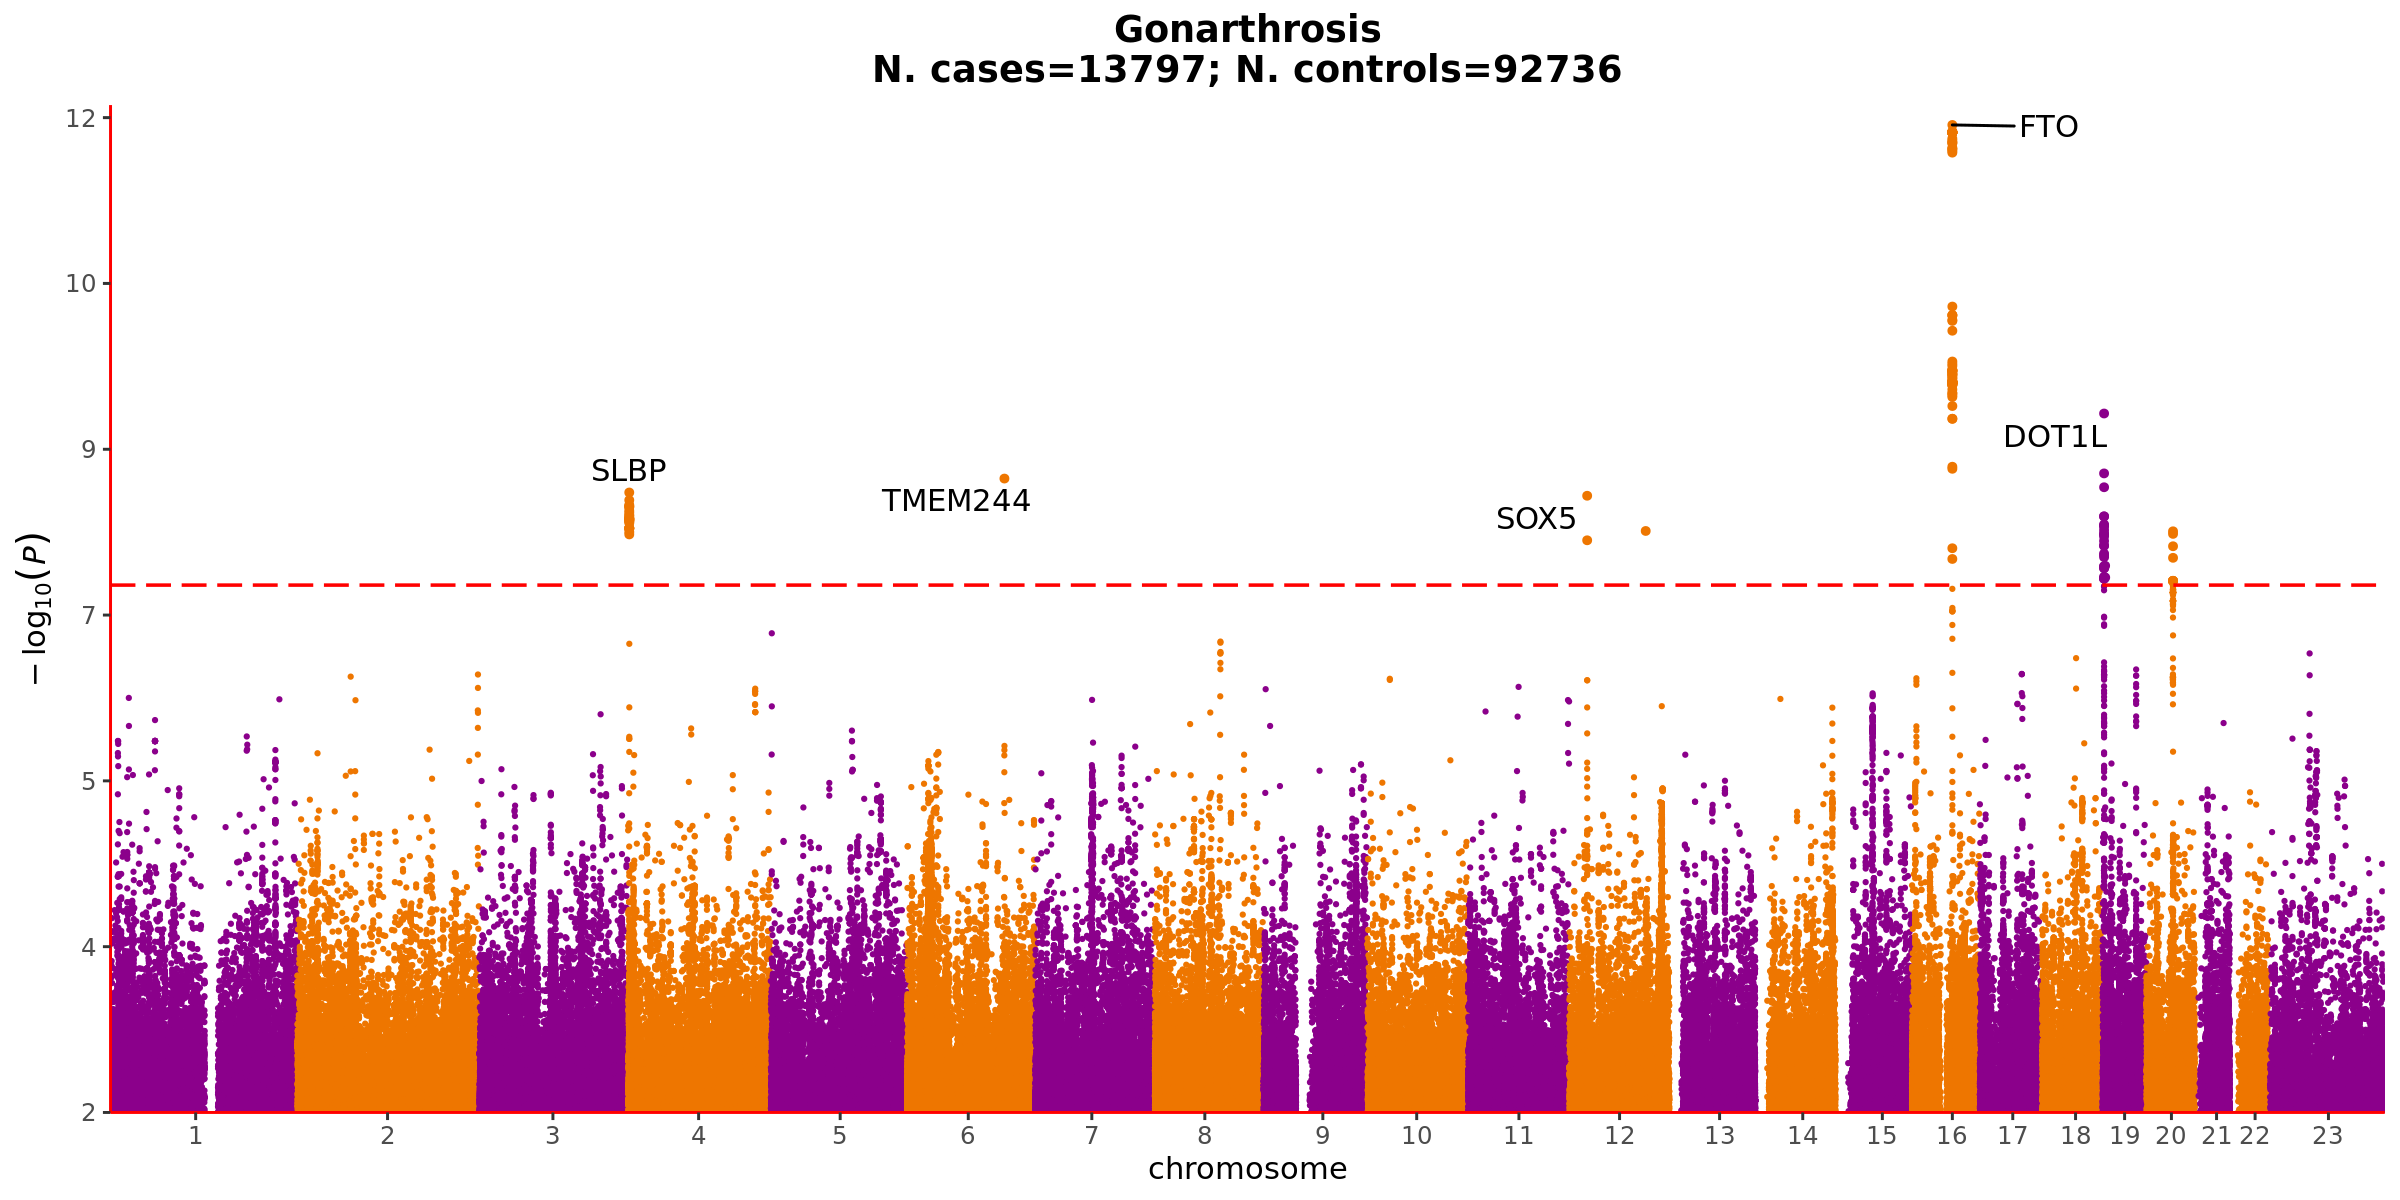 Gonarthrosis
N. cases=13797; N. controls=92736
12
FTO
10
DOT1L
9
SLBP
TMEM244
SOX5
−log10(P)
7
5
4
2
1 2 3 4 5 6 7 8 9 10 11 12 13 14 15 16 17 18 19 20 21 22 23
chromosome